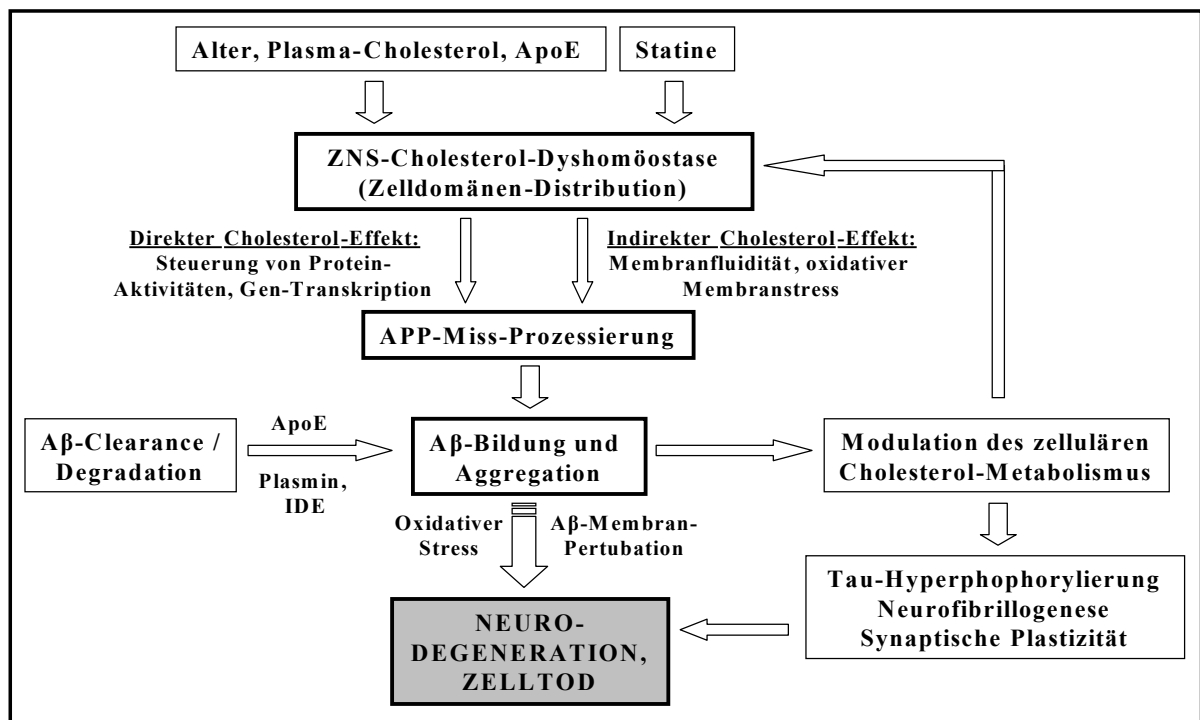 Alter, Plasma-Cholesterol, ApoE
Statine
ZNS-Cholesterol-Dyshomöostase
(Zelldomänen-Distribution)
Direkter Cholesterol-Effekt:
Steuerung von Protein-
Aktivitäten, Gen-Transkription
Indirekter Cholesterol-Effekt:
Membranfluidität, oxidativer
Membranstress
APP-Miss-Prozessierung
Aβ-Clearance /
Degradation
ApoE
Plasmin,
IDE
Aβ-Bildung und
Aggregation
Modulation des zellulären
Cholesterol-Metabolismus
Oxidativer
Stress
Aβ-Membran-
Pertubation
Tau-Hyperphophorylierung
Neurofibrillogenese
Synaptische Plastizität
NEURO-
DEGENERATION,
ZELLTOD